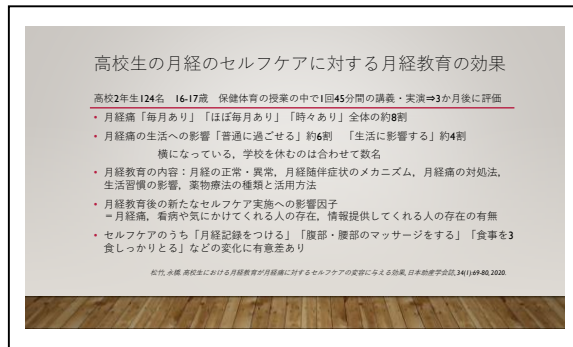 高校生の月経のセルフケアに対する月経教育の効果
高校2年生124名　16-17歳　保健体育の授業の中で1回45分間の講義・実演⇒3か月後に評価
• 月経痛「毎月あり」「ほぼ毎月あり」「時々あり」全体の約8割
• 月経痛の生活への影響「普通に過ごせる」約6割　「生活に影響する」約4割
横になっている，学校を休むのは合わせて数名
• 月経教育の内容：月経の正常・異常，月経随伴症状のメカニズム，月経痛の対処法，
生活習慣の影響，薬物療法の種類と活用方法
• 月経教育後の新たなセルフケア実施への影響因子
＝月経痛，看病や気にかけてくれる人の存在，情報提供してくれる人の存在の有無
• セルフケアのうち「月経記録をつける」「腹部・腰部のマッサージをする」「食事を3
食しっかりとる」などの変化に有意差あり
松竹, 永橋. 高校生における月経教育が月経痛に対するセルフケアの変容に与える効果, 日本助産学会誌, 34(1):69-80, 2020.